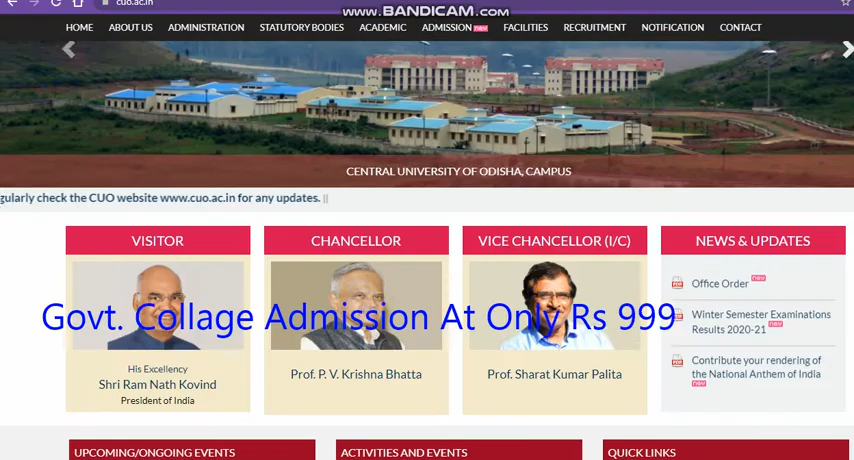 cuo.ac.in
www.BANDICAM.com
HOME ABOUT US ADMINISTRATION STATUTORY BODIES ACADEMIC ADMISSION new FACILITIES RECRUITMENT NOTIFICATION CONTACT
CENTRAL UNIVERSITY OF ODISHA, CAMPUS
gularly check the CUO website www.cuo.ac.in for any updates. ||
VISITOR
CHANCELLOR
VICE CHANCELLOR (I/C)
NEWS & UPDATES
Govt. Collage Admission At Only Rs 999
His Excellency
Shri Ram Nath Kovind
President of India
Prof. P. V. Krishna Bhatta
Prof. Sharat Kumar Palita
PDF Office Order new
PDF Winter Semester Examinations
Results 2020-21 new
PDF Contribute your rendering of
the National Anthem of India
new
UPCOMING/ONGOING EVENTS
ACTIVITIES AND EVENTS
QUICK LINKS